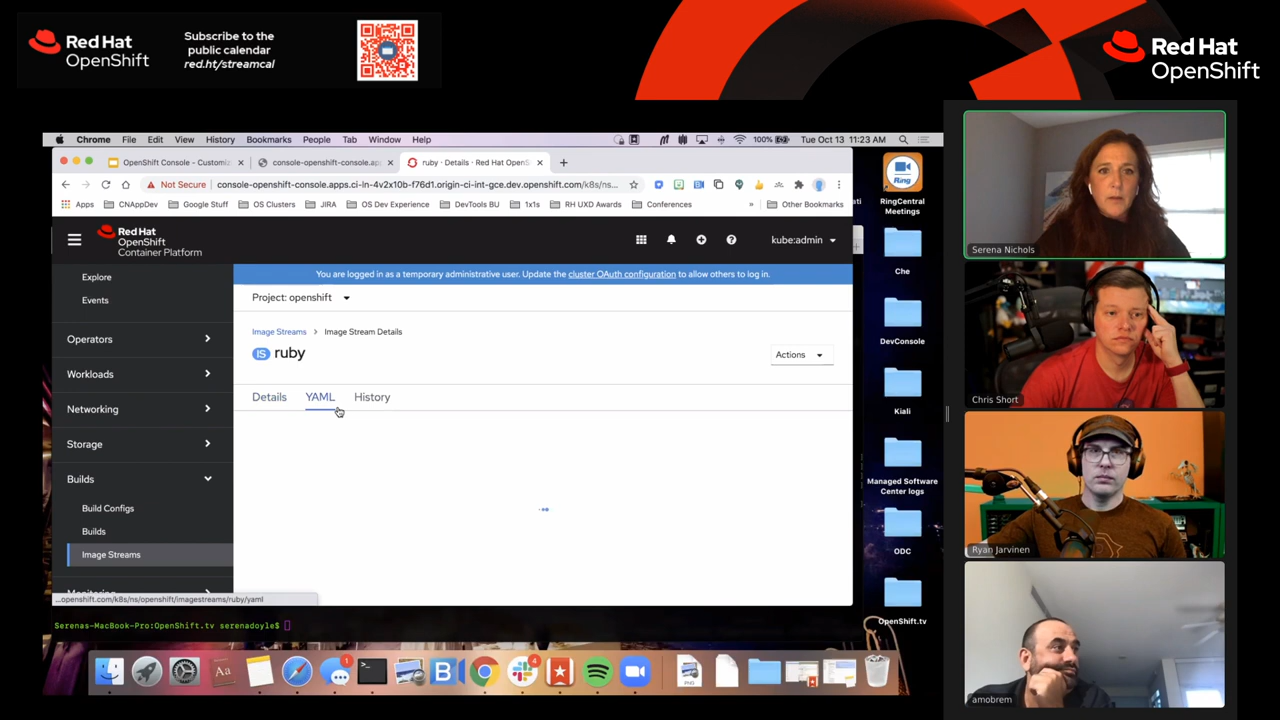 Red Hat
OpenShift
Subscribe to the
public calendar
red.ht/streamcal
Red Hat
OpenShift
Chrome File Edit View History Bookmarks People Tab Window Help
100% Tue Oct 13 11:23 AM
OpenShift Console - Customiz
console-openshift-console.ap
ruby · Details · Red Hat OpenS
Not Secure
console-openshift-console.apps.ci-ln-4v2x10b-f76d1.origin-ci-int-gce.dev.openshift.com/k8s/ns...
Apps CNAppDev Google Stuff OS Clusters JIRA OS Dev Experience DevTools BU 1x1s RH UXD Awards Conferences » Other Bookmarks
Red Hat
OpenShift
Container Platform
kube:admin
You are logged in as a temporary administrative user. Update the cluster OAuth configuration to allow others to log in.
Explore
Events
Operators
Workloads
Networking
Storage
Builds
Build Configs
Builds
Image Streams
Monitoring
Project: openshift
Image Streams > Image Stream Details
IS ruby
Actions
Details YAML History
...openshift.com/k8s/ns/openshift/imagestreams/ruby/yaml
Serenas-MacBook-Pro:OpenShift.tv serenadoyle$
Ring
RingCentral
Meetings
Che
DevConsole
Kiali
Managed Software
Center logs
ODC
OpenShift.tv
Serena Nichols
Chris Short
Ryan Jarvinen
amobrem